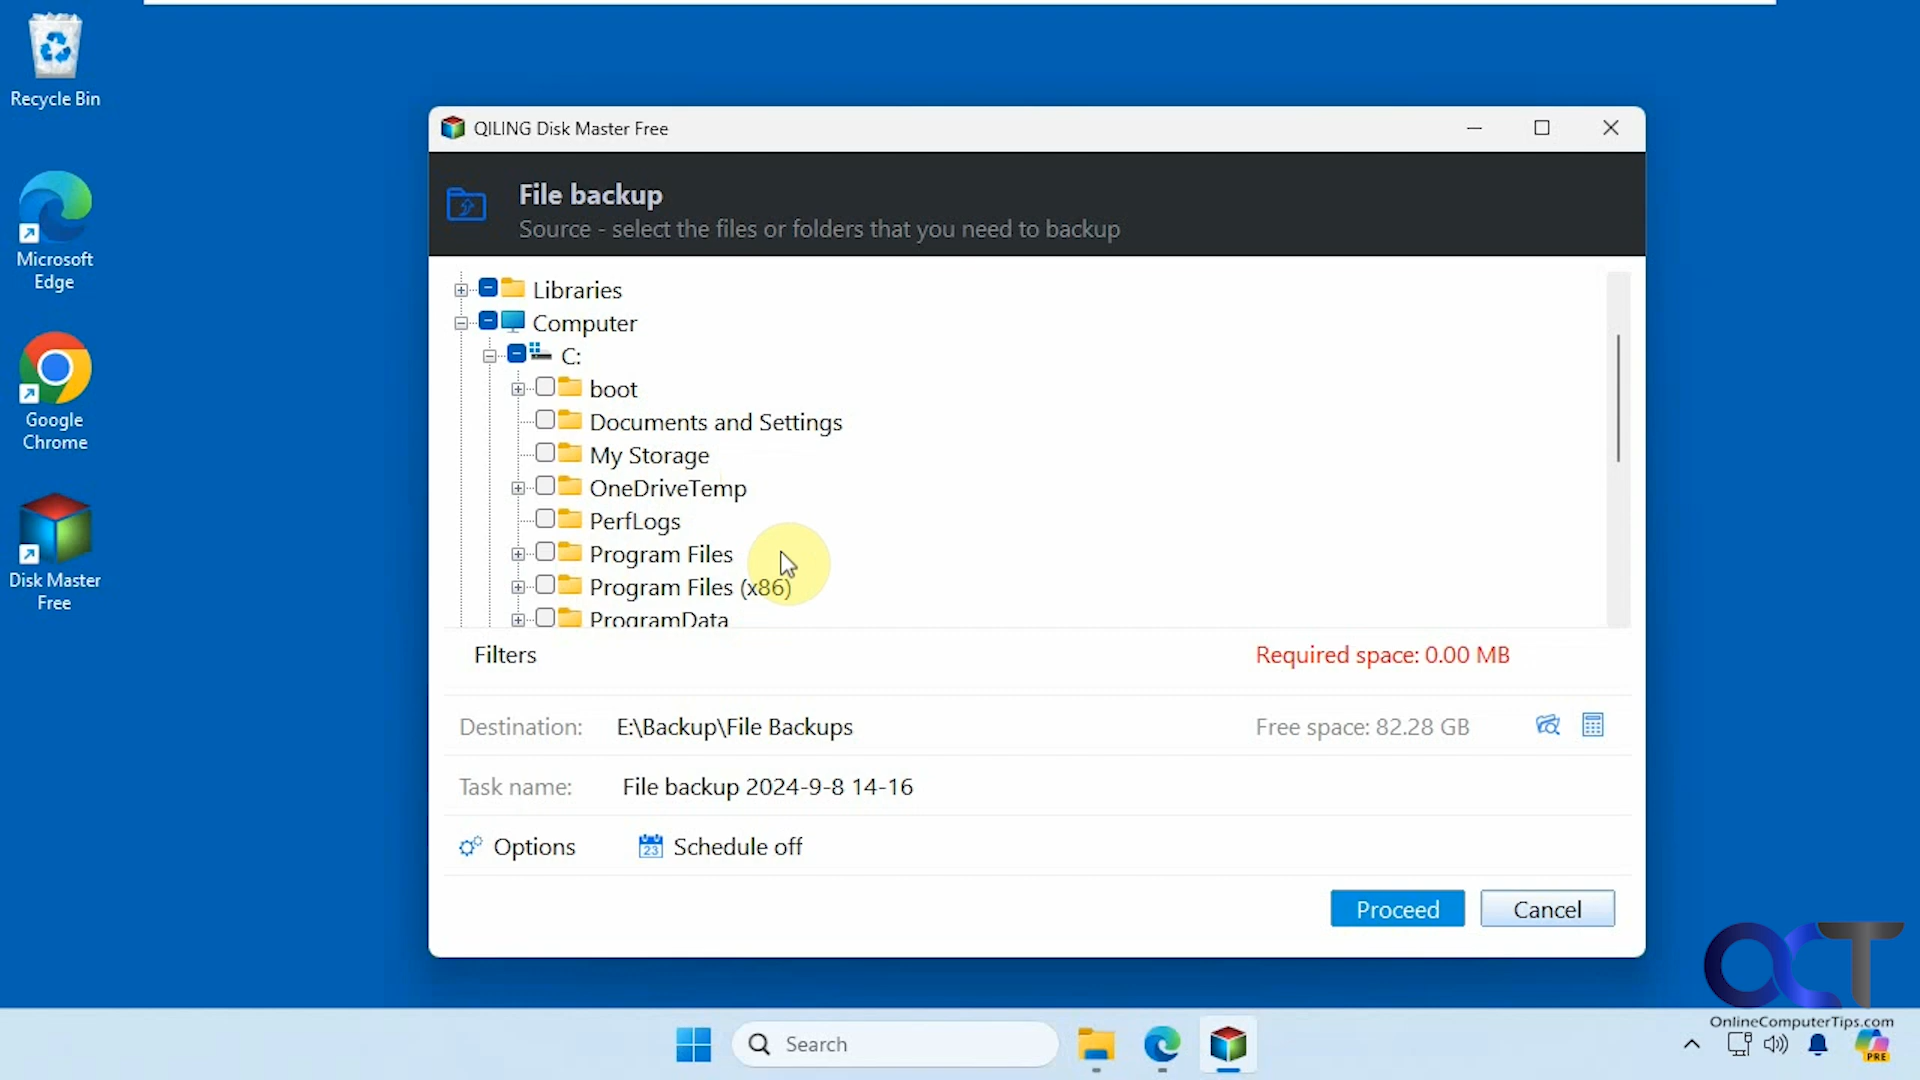 Recycle Bin
Microsoft
Edge
Google
Chrome
Disk Master
Free
QILING Disk Master Free
File backup
Source - select the files or folders that you need to backup
Libraries
Computer
C:
boot
Documents and Settings
My Storage
OneDriveTemp
PerfLogs
Program Files
Program Files (x86)
ProgramData
Filters
Required space: 0.00 MB
Destination: E:\Backup\File Backups
Free space: 82.28 GB
Task name: File backup 2024-9-8 14-16
Options
23
Schedule off
Proceed
Cancel
OCT
OnlineComputerTips.com
Search
PRE